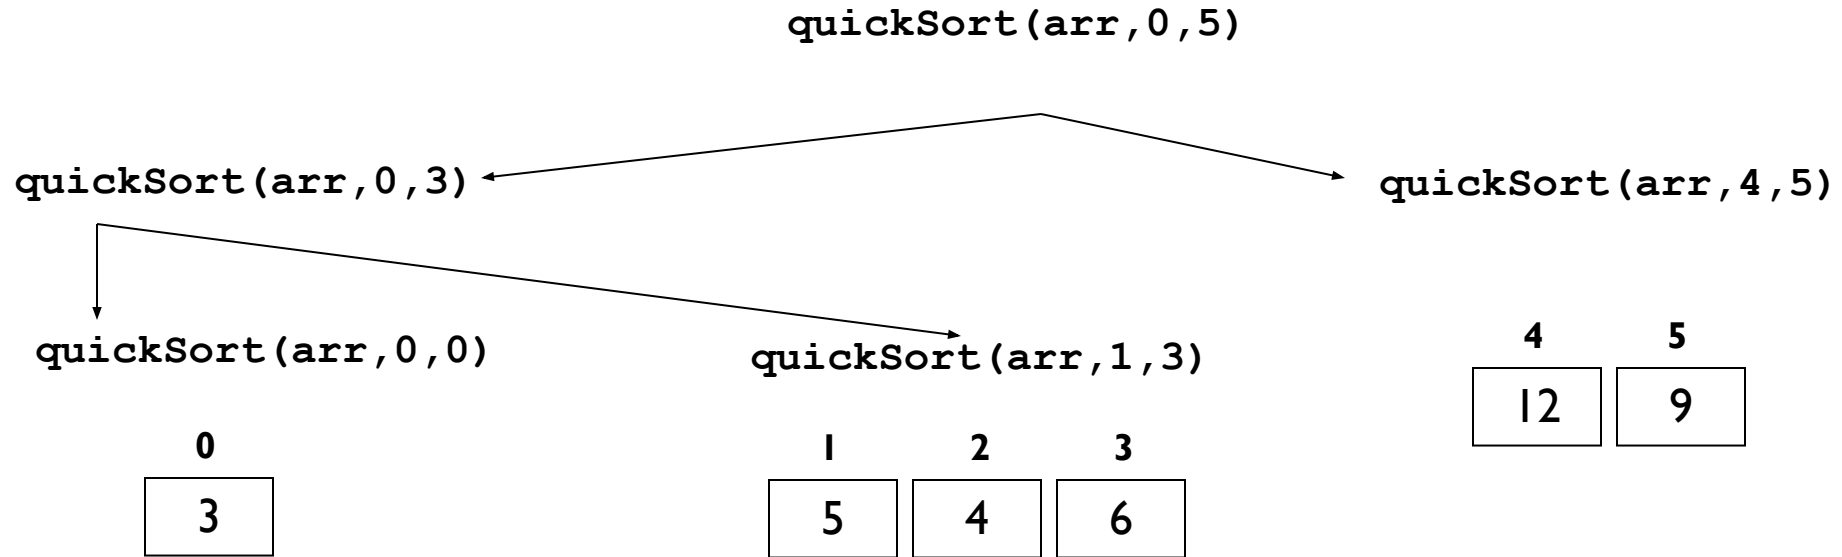 quickSort(arr,0,5)
quickSort(arr,0,3) quickSort(arr,4,5)
quickSort(arr,0,0) quickSort(arr,1,3)
4 5
12 9
0 1 2 3
3 5 4 6